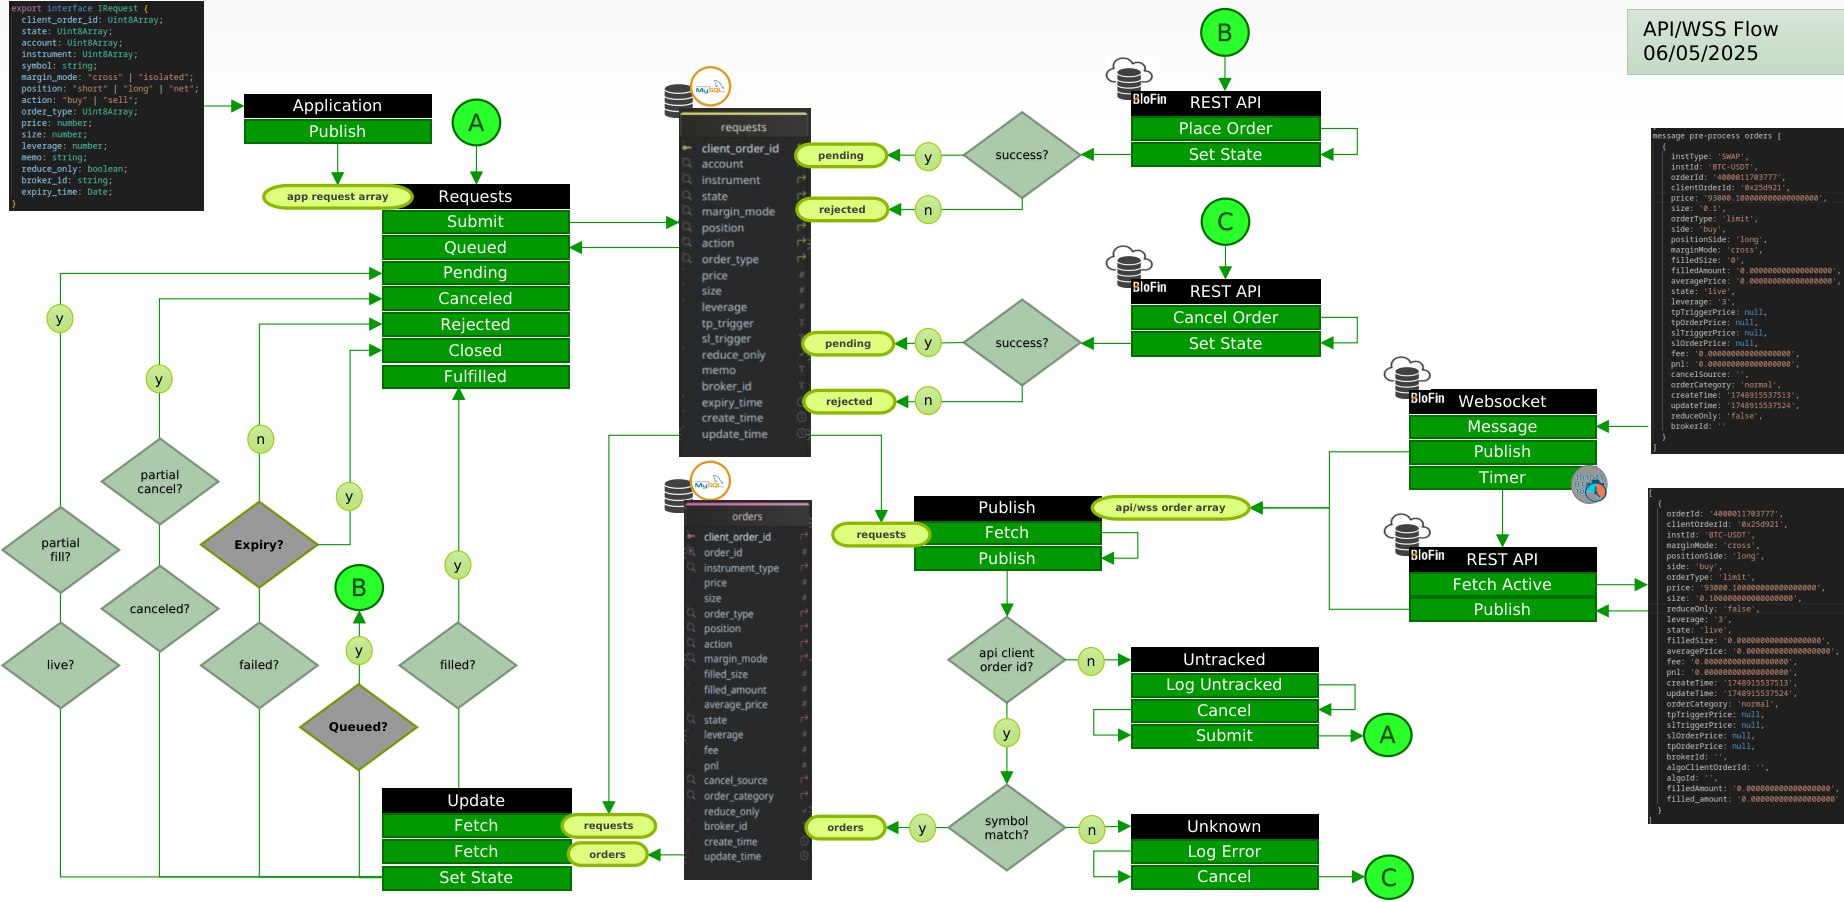 export interface IRequest {
client_order_id: Uint8Array;
state: Uint8Array;
account: Uint8Array;
instrument: Uint8Array;
symbol: string;
margin_mode: "cross" | "isolated";
position: "short" | "long" | "net";
action: "buy" | "sell";
order_type: Uint8Array;
price: number;
size: number;
leverage: number;
memo: string;
reduce_only: boolean;
broker_id: string;
expiry_time: Date;
}
Application
Publish
app request array
A
Requests
Submit
Queued
Pending
Canceled
Rejected
Closed
Fulfilled
y
y
n
y
y
partial
fill?
partial
cancel?
Expiry?
B
y
live?
canceled?
failed?
filled?
Queued?
Update
Fetch
requests
Fetch
orders
Set State
MySQL
requests
client_order_id
account
instrument
state
margin_mode
position
action
order_type
price
size
leverage
tp_trigger
sl_trigger
reduce_only
memo
broker_id
expiry_time
create_time
update_time
MySQL
orders
client_order_id
order_id
instrument_type
price
size
order_type
position
action
margin_mode
filled_size
filled_amount
average_price
state
leverage
fee
pnl
cancel_source
order_category
reduce_only
broker_id
create_time
update_time
B
BloFin
REST API
Place Order
Set State
success?
y
pending
n
rejected
C
BloFin
REST API
Cancel Order
Set State
success?
y
pending
n
rejected
API/WSS Flow
06/05/2025
BloFin
Websocket
Message
Publish
Timer
BloFin
REST API
Fetch Active
Publish
api/wss order array
Publish
requests
Fetch
Publish
api client
order id?
n
y
Untracked
Log Untracked
Cancel
Submit
A
symbol
match?
y
orders
n
Unknown
Log Error
Cancel
C
message pre-process orders [
{
instType: 'SWAP',
instId: 'BTC-USDT',
orderId: '4000011703777',
clientOrderId: '0x25d921',
price: '93000.100000000000000000',
size: '0.1',
orderType: 'limit',
side: 'buy',
positionSide: 'long',
marginMode: 'cross',
filledSize: '0',
filledAmount: '0.000000000000000000',
averagePrice: '0.000000000000000000',
state: 'live',
leverage: '3',
tpTriggerPrice: null,
tpOrderPrice: null,
slTriggerPrice: null,
slOrderPrice: null,
fee: '0.000000000000000000',
pnl: '0.000000000000000000',
cancelSource: '',
orderCategory: 'normal',
createTime: '1748915537513',
updateTime: '1748915537524',
reduceOnly: 'false',
brokerId: ''
}
]
[
{
orderId: '4000011703777',
clientOrderId: '0x25d921',
instId: 'BTC-USDT',
marginMode: 'cross',
positionSide: 'long',
side: 'buy',
orderType: 'limit',
price: '93000.100000000000000000',
size: '0.100000000000000000',
reduceOnly: 'false',
leverage: '3',
state: 'live',
filledSize: '0.000000000000000000',
averagePrice: '0.000000000000000000',
fee: '0.000000000000000000',
pnl: '0.000000000000000000',
createTime: '1748915537513',
updateTime: '1748915537524',
orderCategory: 'normal',
tpTriggerPrice: null,
slTriggerPrice: null,
slOrderPrice: null,
tpOrderPrice: null,
brokerId: '',
algoClientOrderId: '',
algoId: '',
filledAmount: '0.000000000000000000',
filled_amount: '0.000000000000000000'
}
]